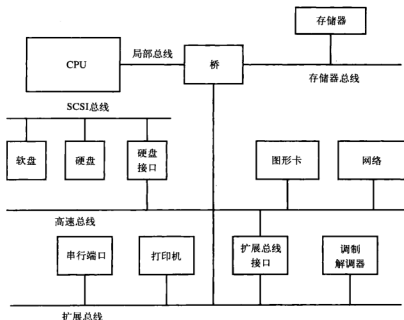 存储器
CPU
局部总线
桥
存储器总线
SCSI总线
软盘
硬盘
硬盘
接口
图形卡
网络
高速总线
串行端口
打印机
扩展总线
接口
调制
解调器
扩展总线